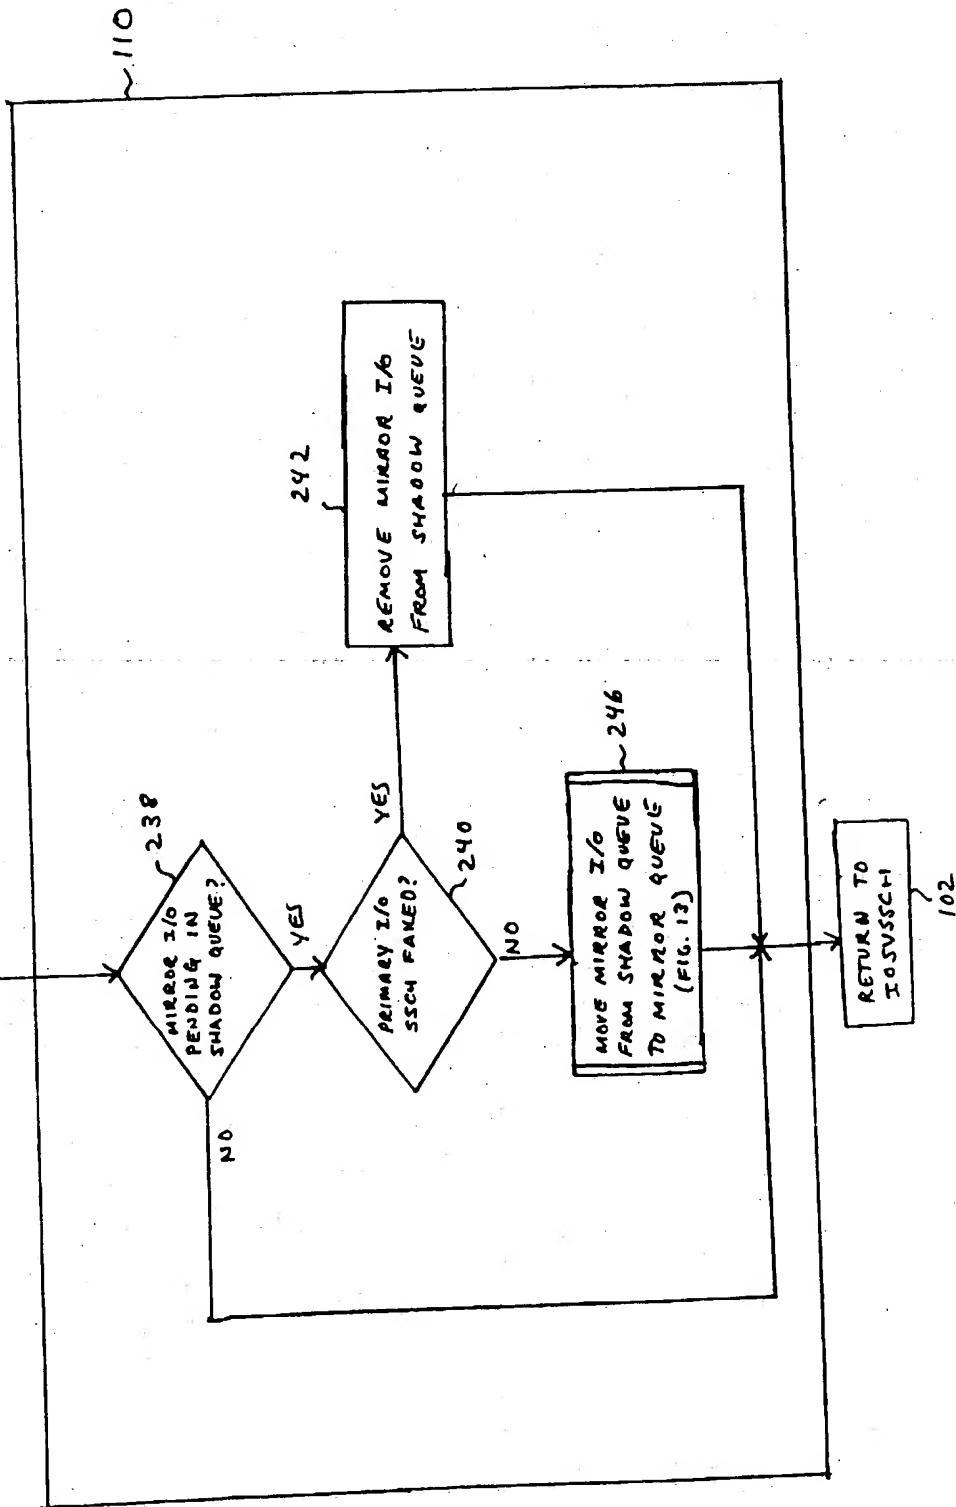 110
238
MIRROR I/O
PENDING IN
SHADOW QUEUE?
YES
NO
PRIMARY I/O
SSCH FAILED?
240
YES
NO
242
REMOVE MIRROR I/O
FROM SHADOW QUEUE
246
MOVE MIRROR I/O
FROM SHADOW QUEUE
TO MIRROR QUEUE
(FIG. 13)
RETURN TO
IOSVSSCH
102